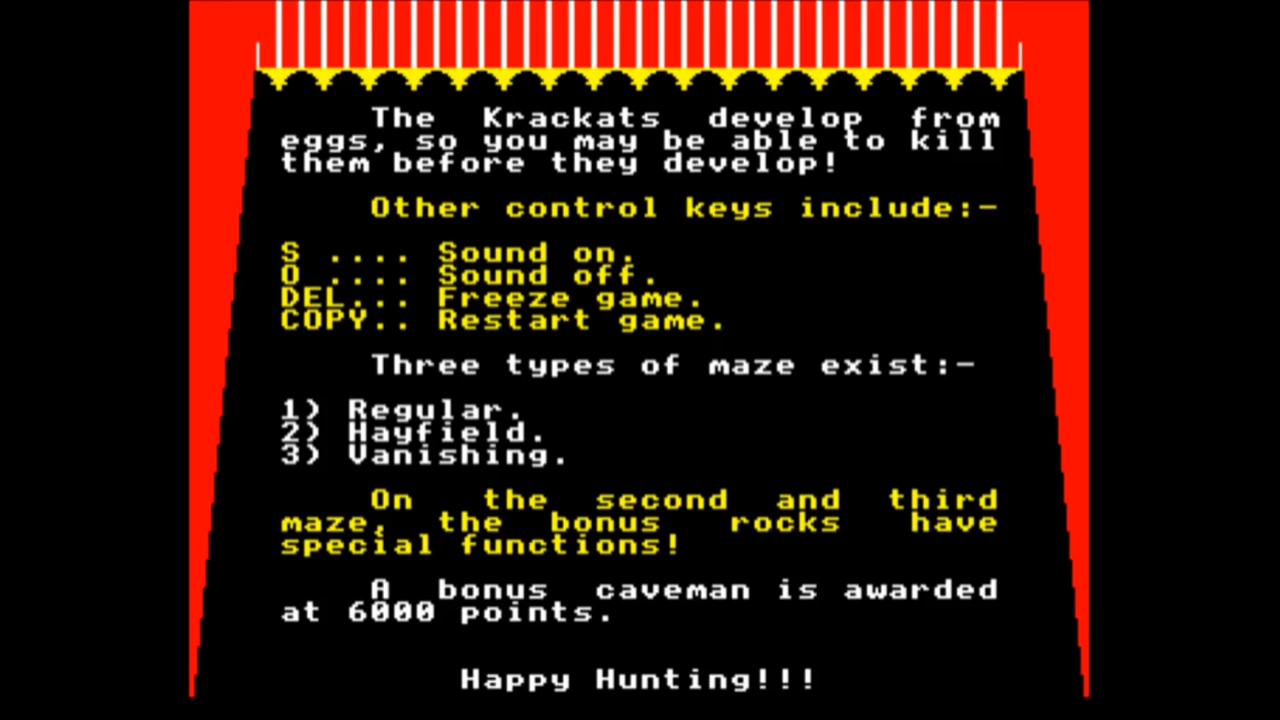 The Krackats develop from
eggs, so you may be able to kill
them before they develop!
Other control keys include:-
S .... Sound on.
O .... Sound off.
DEL... Freeze game.
COPY.. Restart game.
Three types of maze exist:-
1) Regular.
2) Hayfield.
3) Vanishing.
On the second and third
maze, the bonus rocks have
special functions!
A bonus caveman is awarded
at 6000 points.
Happy Hunting!!!